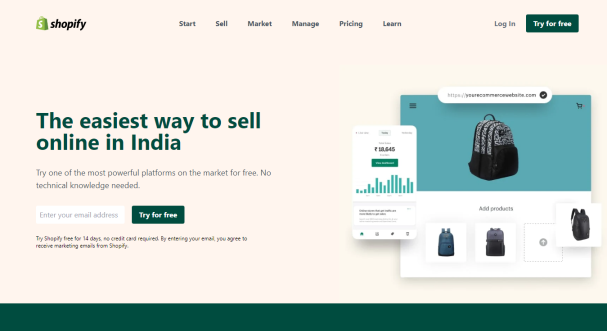 shopify
Start
Sell
Market
Manage
Pricing
Learn
Log In
Try for free
The easiest way to sell
online in India
Try one of the most powerful platforms on the market for free. No
technical knowledge needed.
Enter your email address
Try for free
Try Shopify free for 14 days, no credit card required. By entering your email, you agree to
receive marketing emails from Shopify.
https://yourecommercewebsite.com
₹ 18,645
Add products